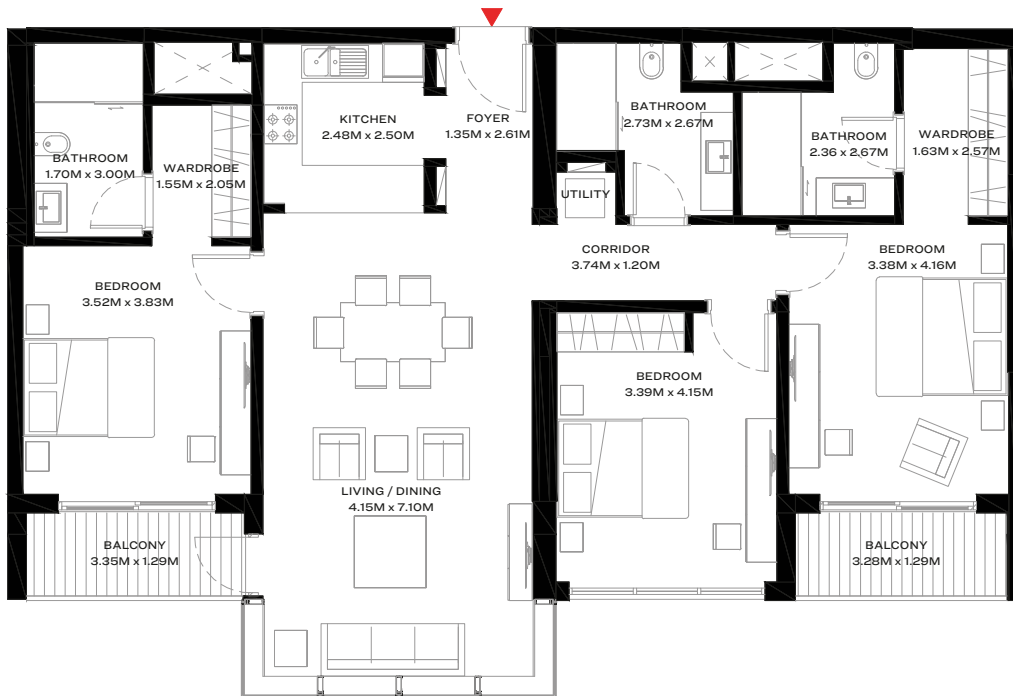 KITCHEN
2.48M x 2.50M
FOYER
1.35M x 2.61M
BATHROOM
2.73M x 2.67M
BATHROOM
2.36 x 2.67M
WARDROBE
1.63M x 2.57M
BATHROOM
1.70M x 3.00M
WARDROBE
1.55M x 2.05M
UTILITY
CORRIDOR
3.74M x 1.20M
BEDROOM
3.38M x 4.16M
BEDROOM
3.52M x 3.83M
BEDROOM
3.39M x 4.15M
LIVING / DINING
4.15M x 7.10M
BALCONY
3.35M x 1.29M
BALCONY
3.28M x 1.29M